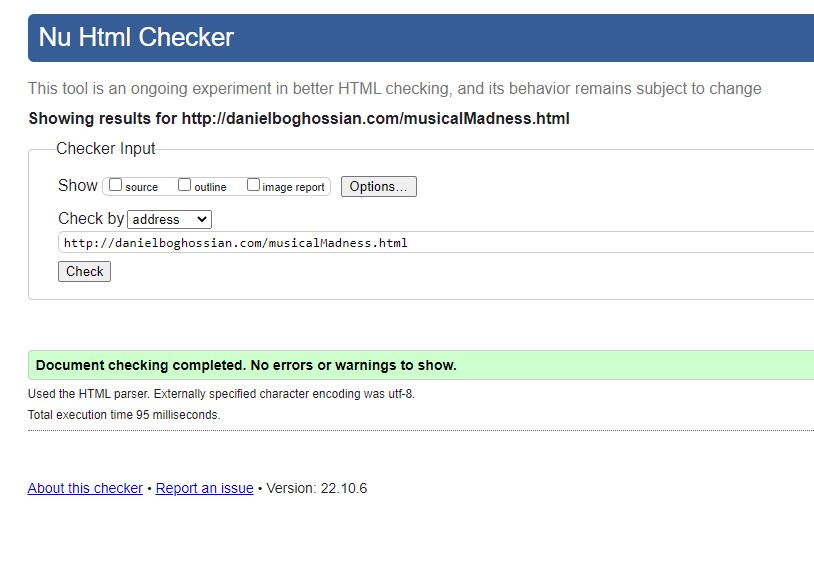 Nu Html Checker
This tool is an ongoing experiment in better HTML checking, and its behavior remains subject to change
Showing results for http://danielboghossian.com/musicalMadness.html
Checker Input
Show source outline image report Options...
Check by address
http://danielboghossian.com/musicalMadness.html
Check
Document checking completed. No errors or warnings to show.
Used the HTML parser. Externally specified character encoding was utf-8.
Total execution time 95 milliseconds.
About this checker • Report an issue • Version: 22.10.6